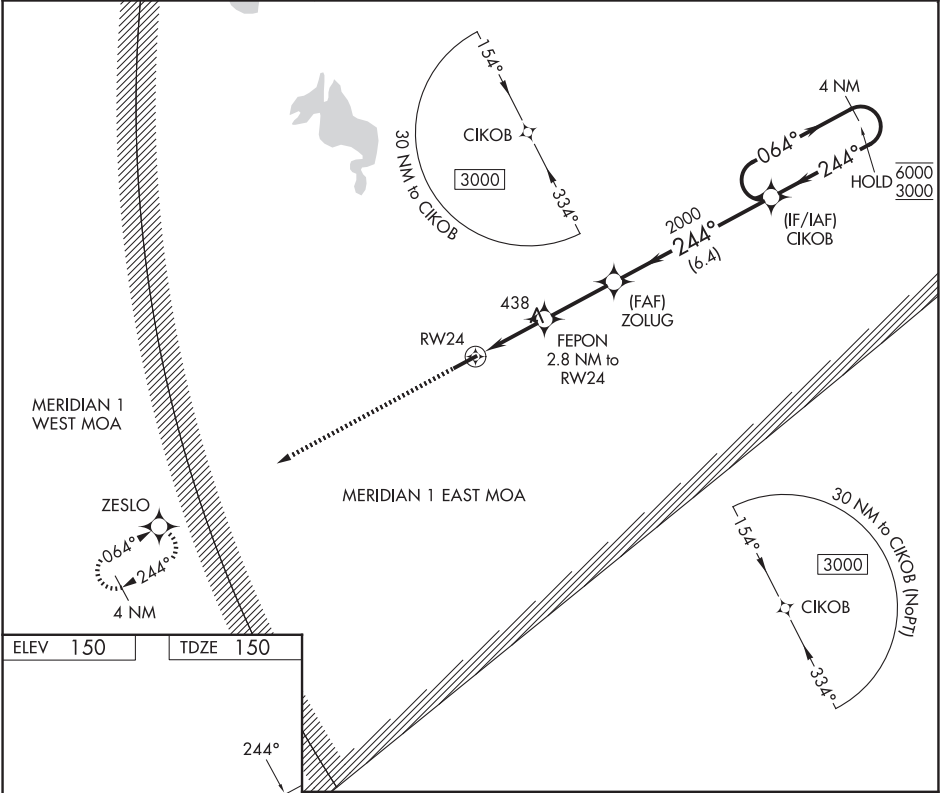 154°
CIKOB
3000
334°
30 NM to CIKOB
4 NM
064°
244°
HOLD
6000
3000
(IF/IAF)
CIKOB
2000
244°
(6.4)
(FAF)
ZOLUG
438
FEPON
2.8 NM to
RW24
RW24
MERIDIAN 1
WEST MOA
MERIDIAN 1 EAST MOA
ZESLO
064°
244°
4 NM
30 NM to CIKOB (NoPT)
154°
3000
CIKOB
334°
ELEV 150
TDZE 150
244°